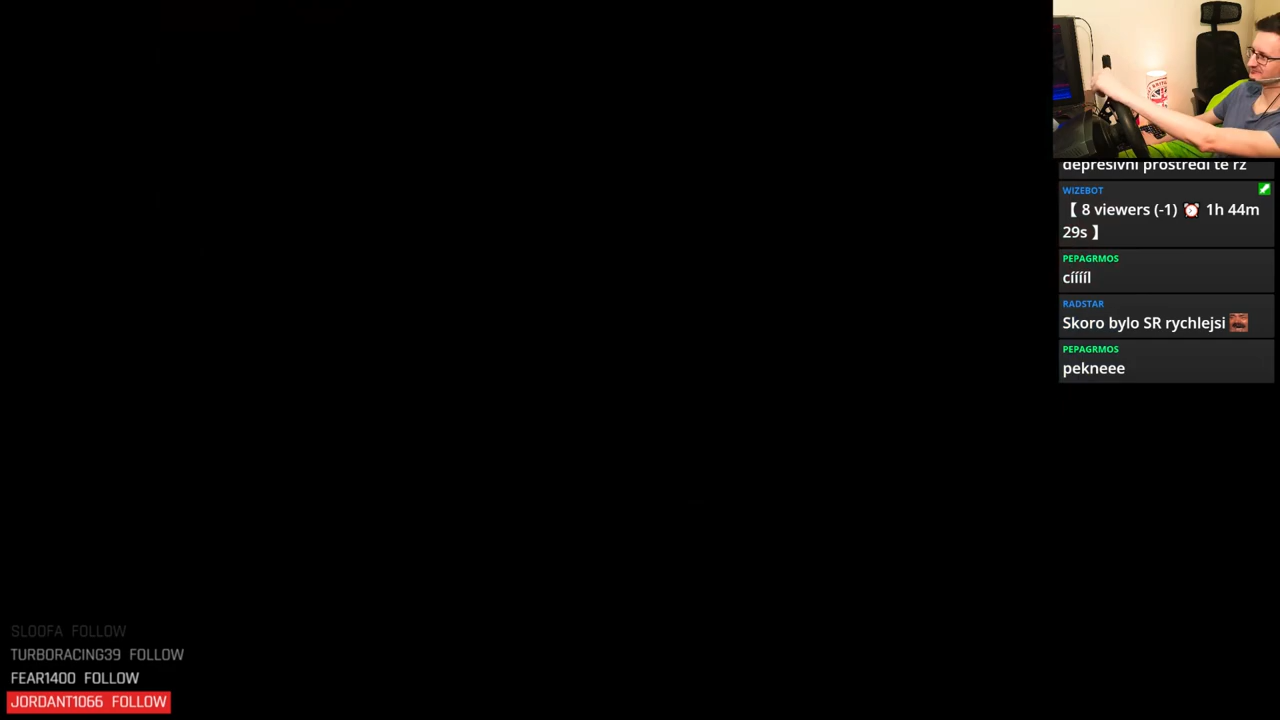 depresivni prostredi te rz
WIZEBOT
【 8 viewers (-1) ⏰ 1h 44m
29s 】
PEPAGRMOS
cííííl
RADSTAR
Skoro bylo SR rychlejsi
PEPAGRMOS
pekneee
SLOOFA FOLLOW
TURBORACING39 FOLLOW
FEAR1400 FOLLOW
JORDANT1066 FOLLOW